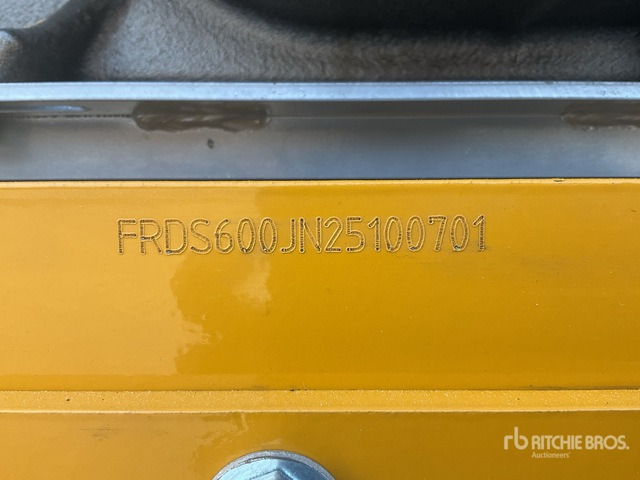 FRDS600JN25100701
rb RITCHIE BROS.
Auctioneers